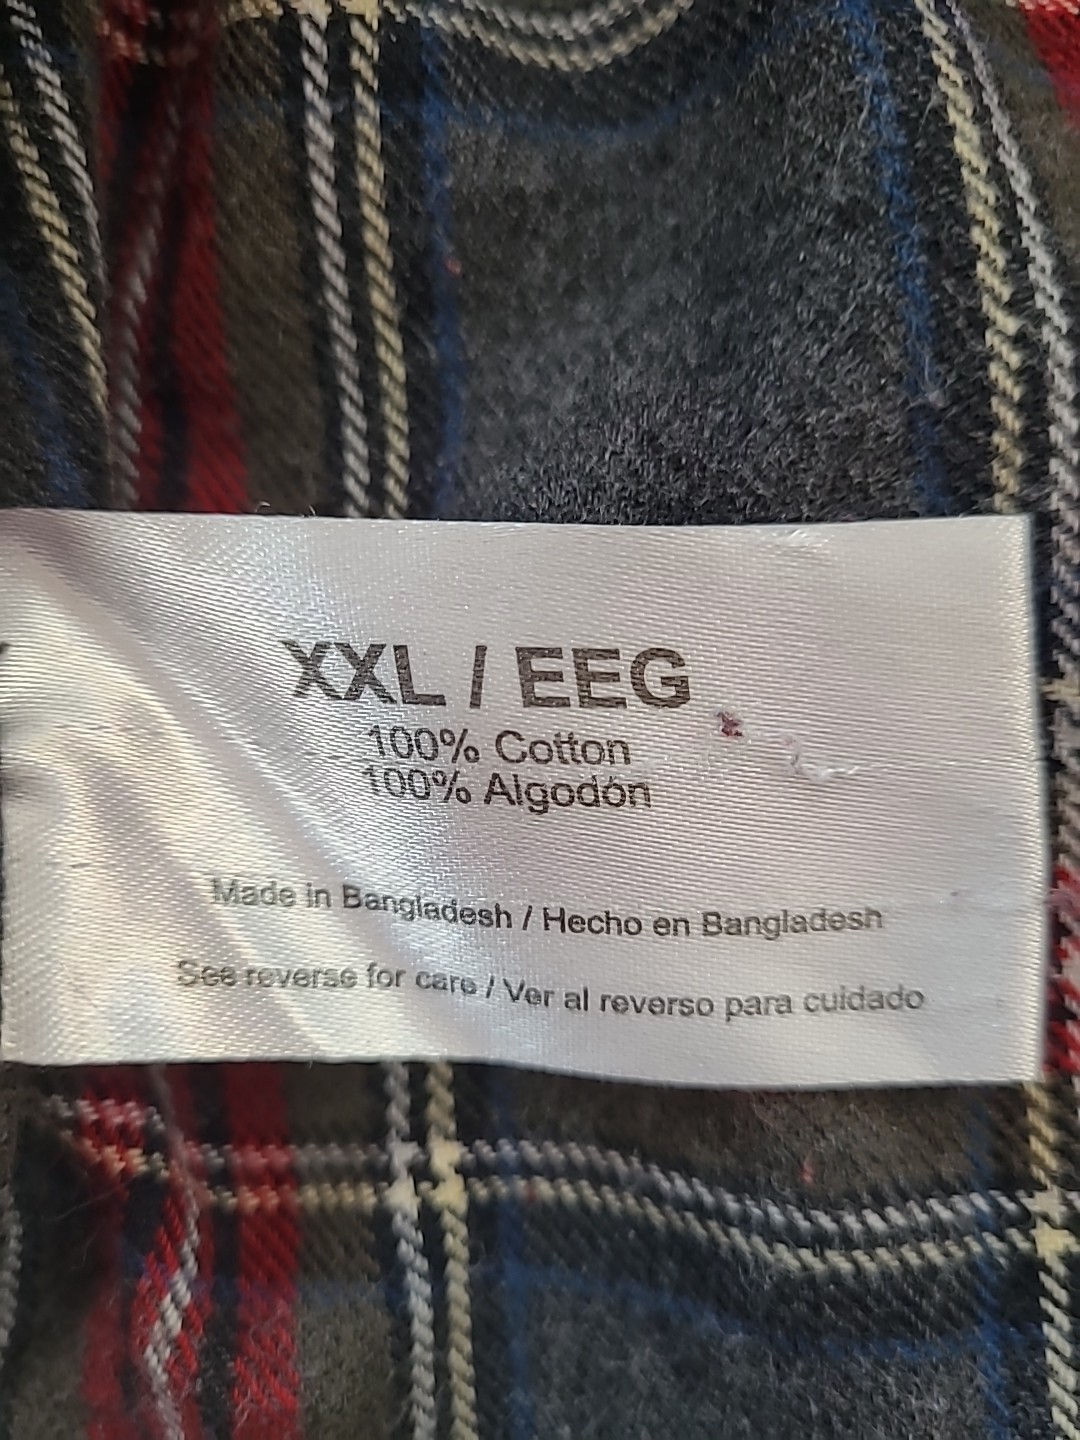 XXL / EEG
100% Cotton
100% Algodón
Made in Bangladesh / Hecho en Bangladesh
See reverse for care / Ver al reverso para cuidado